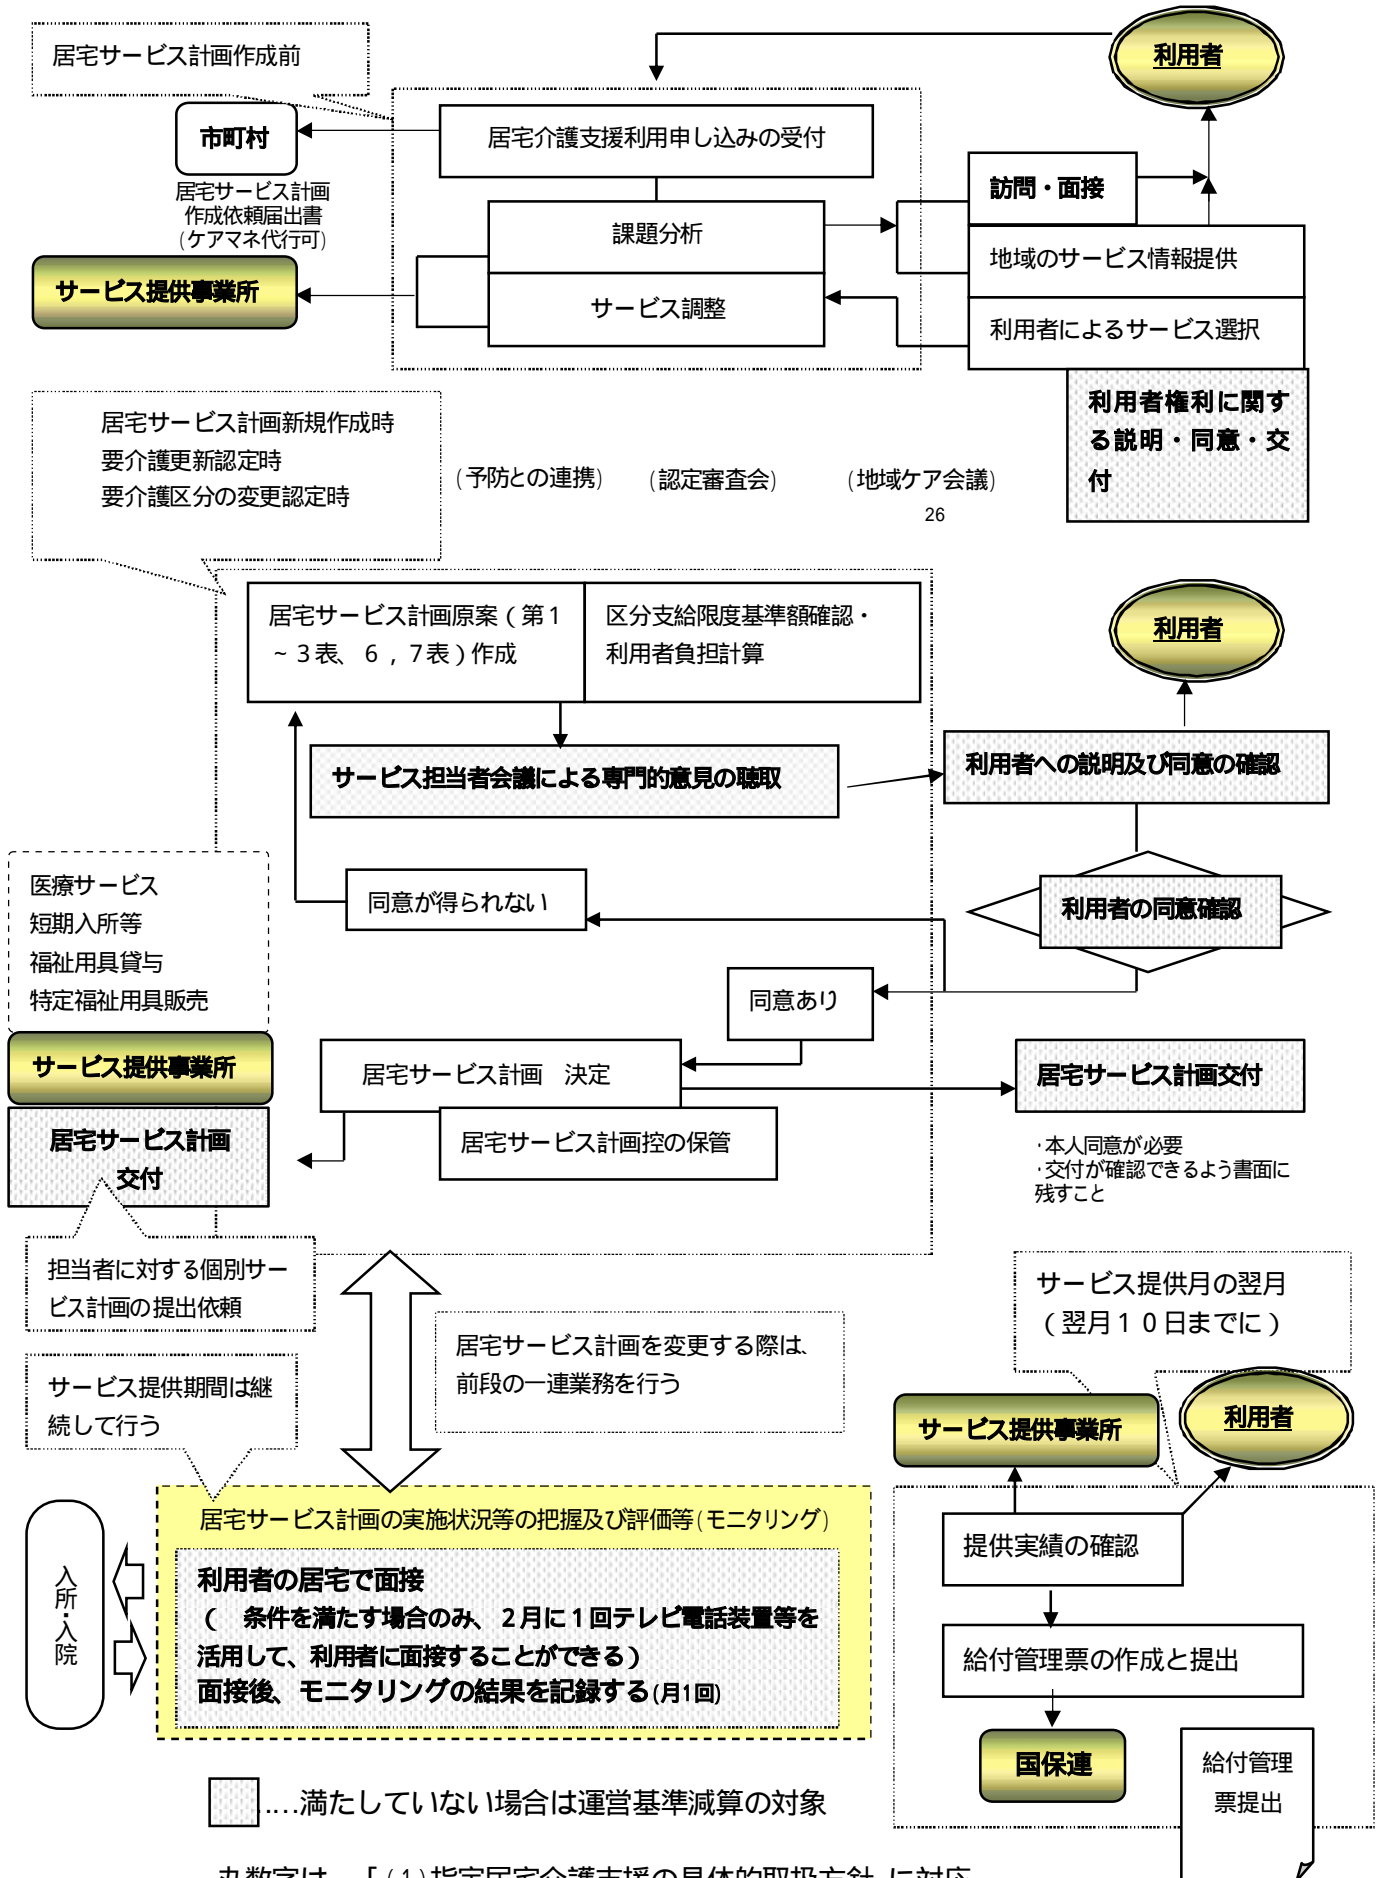 居宅サービス計画作成前
利用者
市町村
居宅介護支援利用申し込みの受付
居宅サービス計画
作成依頼届出書
(ケアマネ代行可)
訪問・面接
課題分析
地域のサービス情報提供
サービス提供事業所
サービス調整
利用者によるサービス選択
利用者権利に関す
る説明・同意・交
付
居宅サービス計画新規作成時
要介護更新認定時
要介護区分の変更認定時
(予防との連携)
(認定審査会)
(地域ケア会議)
26
居宅サービス計画原案(第1
~3表、6,7表)作成
区分支給限度基準額確認・
利用者負担計算
利用者
サービス担当者会議による専門的意見の聴取
利用者への説明及び同意の確認
医療サービス
短期入所等
福祉用具貸与
特定福祉用具販売
同意が得られない
利用者の同意確認
同意あり
サービス提供事業所
居宅サービス計画 決定
居宅サービス計画交付
居宅サービス計画
交付
居宅サービス計画控の保管
・本人同意が必要
・交付が確認できるよう書面に
残すこと
担当者に対する個別サー
ビス計画の提出依頼
サービス提供月の翌月
(翌月10日までに)
居宅サービス計画を変更する際は、
前段の一連業務を行う
サービス提供期間は継
続して行う
サービス提供事業所
利用者
居宅サービス計画の実施状況等の把握及び評価等(モニタリング)
入所・入院
利用者の居宅で面接
( 条件を満たす場合のみ、2月に1回テレビ電話装置等を
活用して、利用者に面接することができる)
面接後、モニタリングの結果を記録する(月1回)
提供実績の確認
給付管理票の作成と提出
国保連
給付管理
票提出
……満たしていない場合は運営基準減算の対象
丸数字は、「(1)指定居宅介護支援の具体的取扱方針 に対応